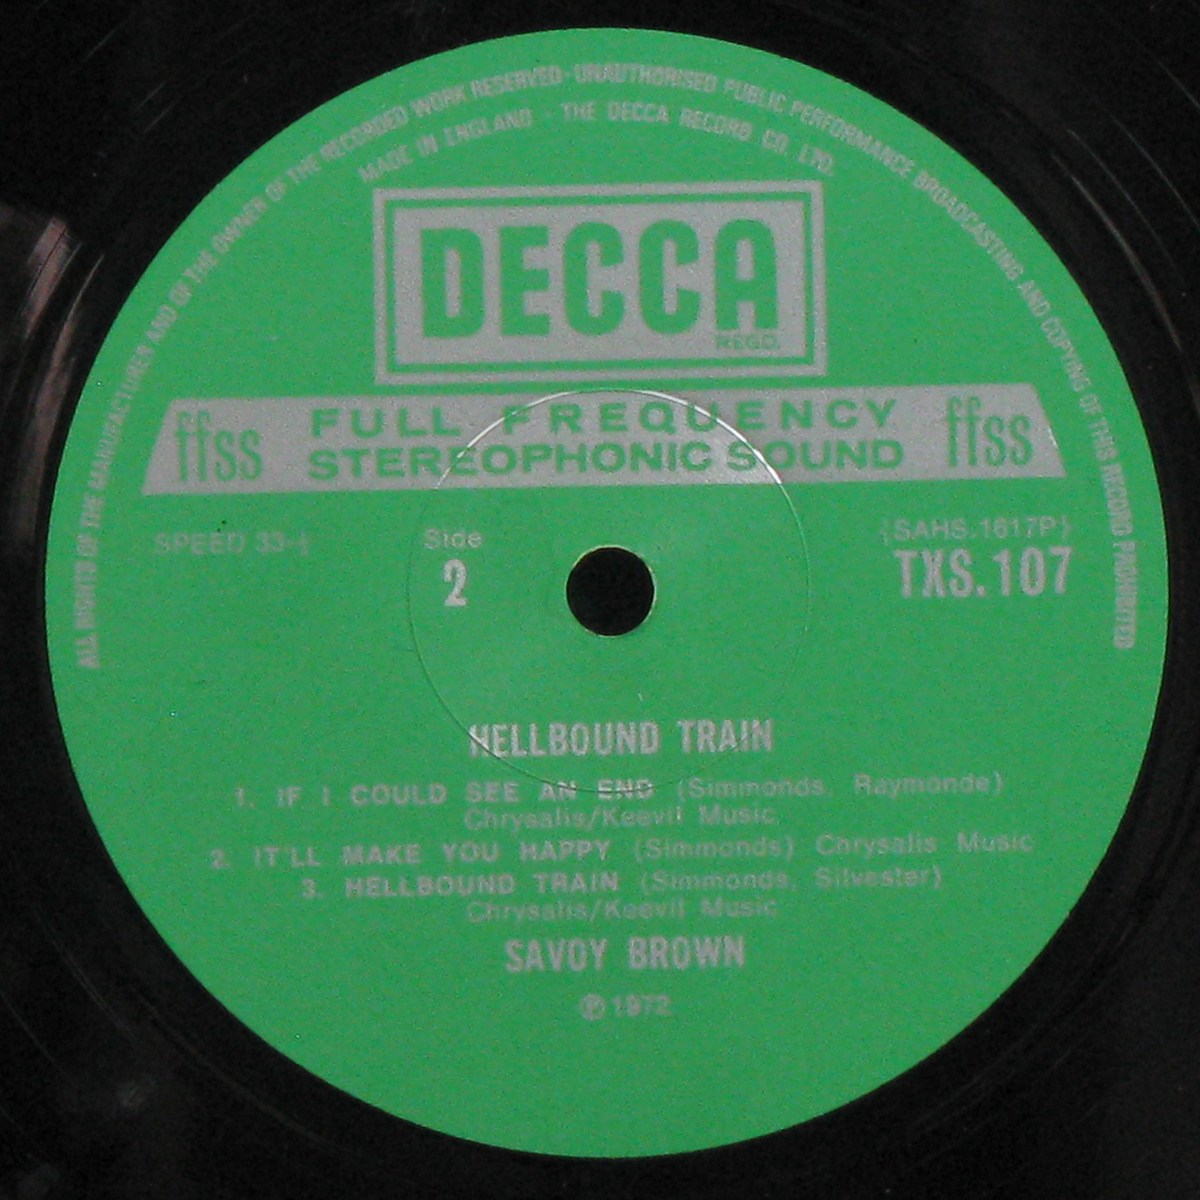 ALL RIGHTS OF THE MANUFACTURER AND OF THE OWNER OF THE RECORDED WORK RESERVED · UNAUTHORISED PUBLIC PERFORMANCE BROADCASTING AND COPYING OF THIS RECORD PROHIBITED
MADE IN ENGLAND · THE DECCA RECORD CO. LTD.
DECCA
REGD.
ffss FULL FREQUENCY ffss
STEREOPHONIC SOUND
SPEED 33⅓ Side (SAHS.1617P)
2 TXS.107
HELLBOUND TRAIN
1. IF I COULD SEE AN END (Simmonds, Raymonde)
Chrysalis/Keevil Music
2. IT'LL MAKE YOU HAPPY (Simmonds) Chrysalis Music
3. HELLBOUND TRAIN (Simmonds, Silvester)
Chrysalis/Keevil Music
SAVOY BROWN
℗ 1972